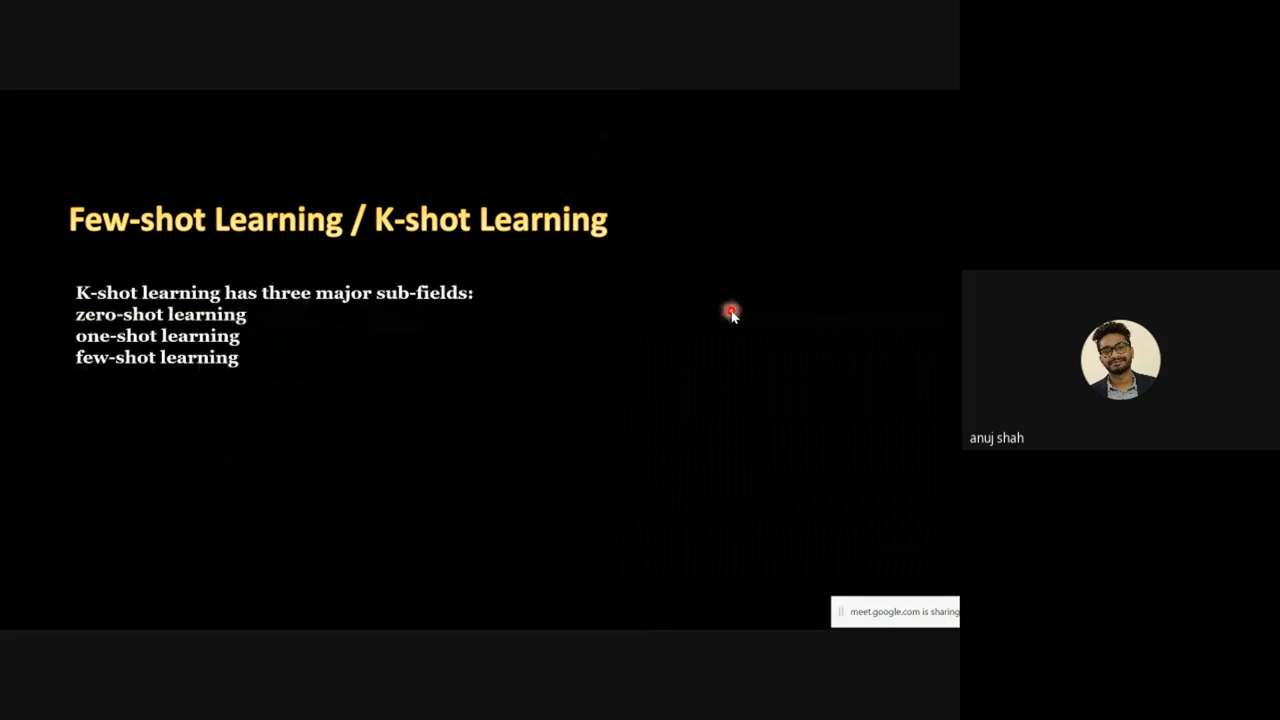 Few-shot Learning / K-shot Learning
K-shot learning has three major sub-fields:
zero-shot learning
one-shot learning
few-shot learning
anuj shah
meet.google.com is sharing